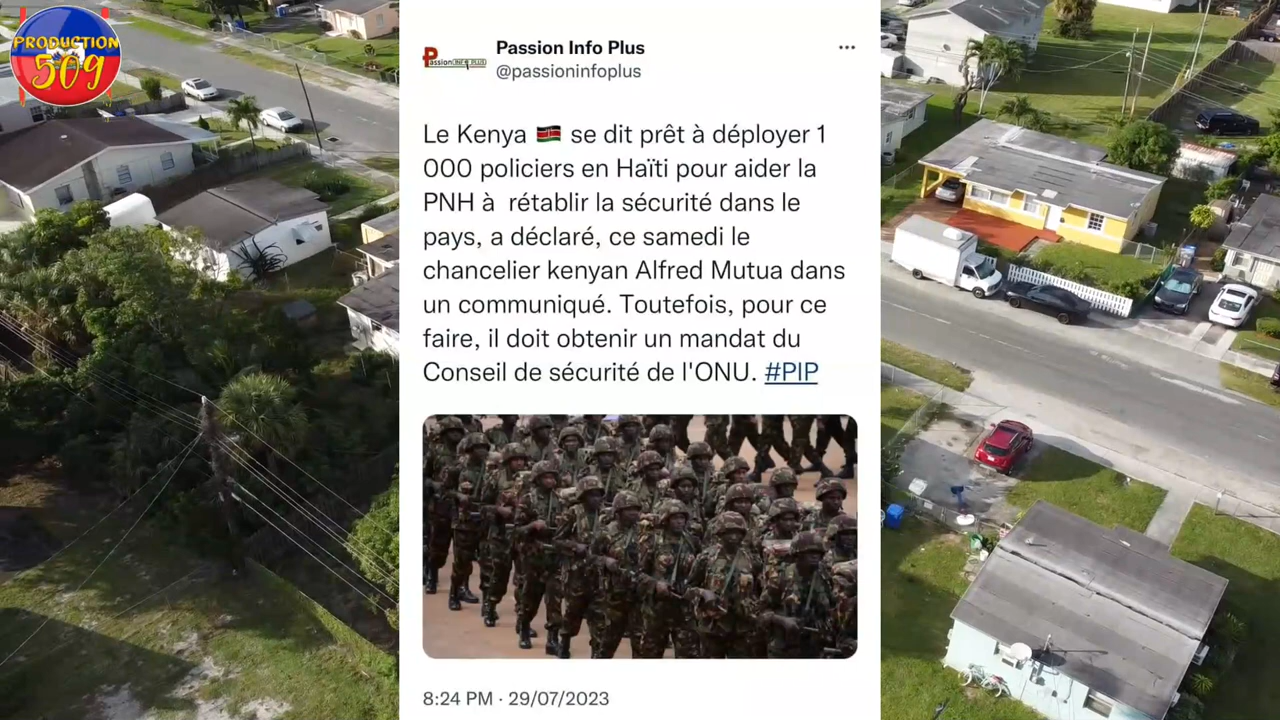 PRODUCTION
509
Passion INFO PLUS
Passion Info Plus
@passioninfoplus
Le Kenya 🇰🇪 se dit prêt à déployer 1
000 policiers en Haïti pour aider la
PNH à rétablir la sécurité dans le
pays, a déclaré, ce samedi le
chancelier kenyan Alfred Mutua dans
un communiqué. Toutefois, pour ce
faire, il doit obtenir un mandat du
Conseil de sécurité de l'ONU. #PIP
8:24 PM · 29/07/2023